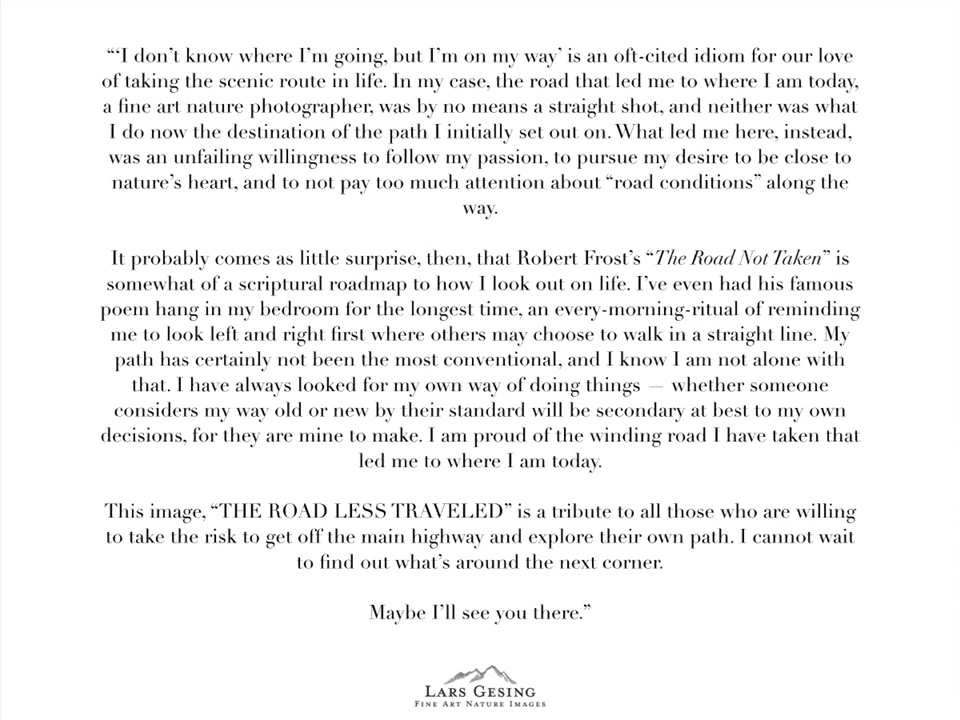 “‘I don’t know where I’m going, but I’m on my way’ is an oft-cited idiom for our love
of taking the scenic route in life. In my case, the road that led me to where I am today,
a fine art nature photographer, was by no means a straight shot, and neither was what
I do now the destination of the path I initially set out on. What led me here, instead,
was an unfailing willingness to follow my passion, to pursue my desire to be close to
nature’s heart, and to not pay too much attention about “road conditions” along the
way.
It probably comes as little surprise, then, that Robert Frost’s “The Road Not Taken” is
somewhat of a scriptural roadmap to how I look out on life. I’ve even had his famous
poem hang in my bedroom for the longest time, an every-morning-ritual of reminding
me to look left and right first where others may choose to walk in a straight line. My
path has certainly not been the most conventional, and I know I am not alone with
that. I have always looked for my own way of doing things — whether someone
considers my way old or new by their standard will be secondary at best to my own
decisions, for they are mine to make. I am proud of the winding road I have taken that
led me to where I am today.
This image, “THE ROAD LESS TRAVELED” is a tribute to all those who are willing
to take the risk to get off the main highway and explore their own path. I cannot wait
to find out what’s around the next corner.
Maybe I’ll see you there.”
LARS GESING
FINE ART NATURE IMAGES